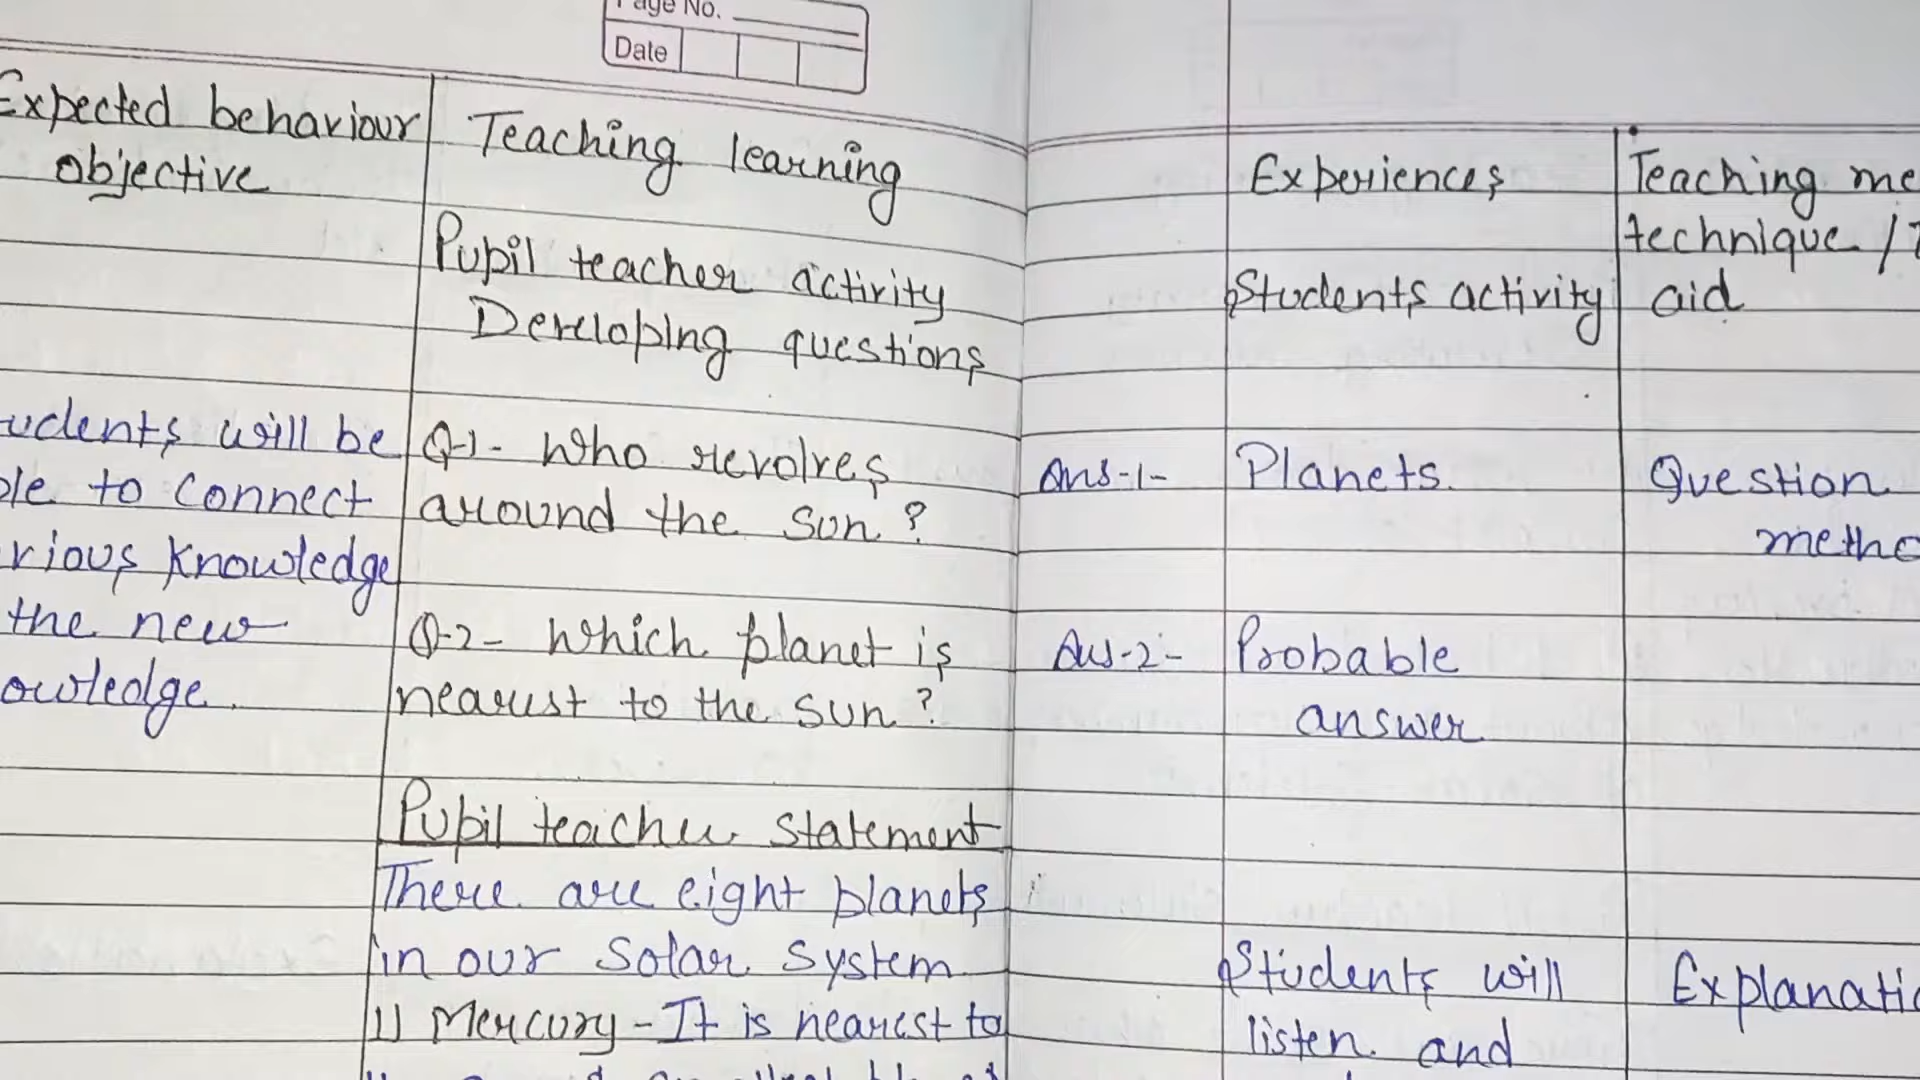 Page No.
Date
Expected behaviour
objective
Teaching learning
Pupil teacher activity
Developing questions
Experiences
Students activity
Teaching me
technique /T
aid
udents will be
ble to connect
vious knowledge
the new
owledge.
Q-1- Who revolves
around the sun?
Ans-1- Planets.
Question
metho
Q-2- Which planet is
nearest to the sun?
Ans-2- Probable
answer
Pupil teacher statement
There are eight planets
in our solar system
1) Mercury - It is nearest to
Students will
listen and
Explanatio